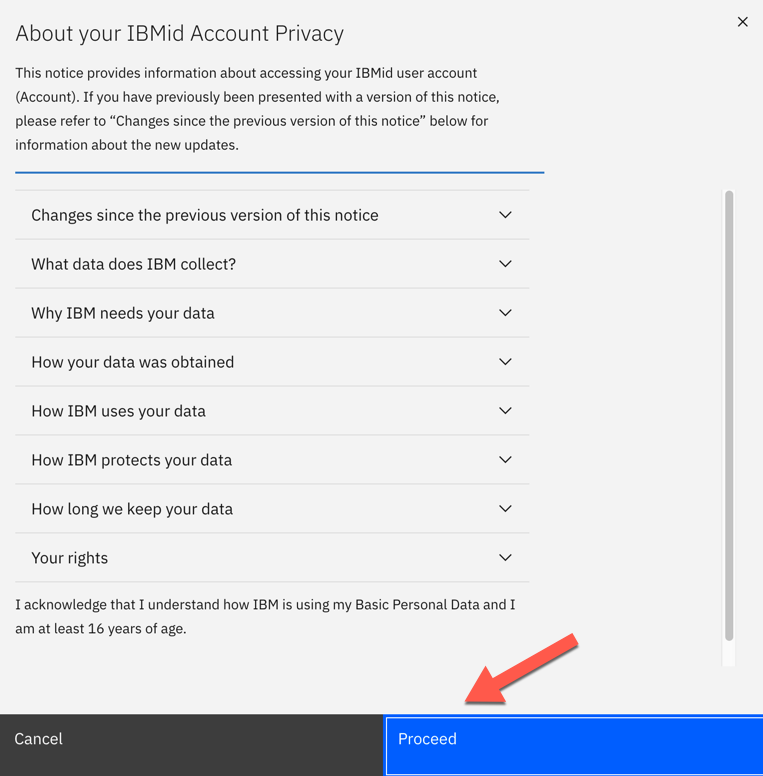 About your IBMid Account Privacy
This notice provides information about accessing your IBMid user account
(Account). If you have previously been presented with a version of this notice,
please refer to “Changes since the previous version of this notice” below for
information about the new updates.
Changes since the previous version of this notice
What data does IBM collect?
Why IBM needs your data
How your data was obtained
How IBM uses your data
How IBM protects your data
How long we keep your data
Your rights
I acknowledge that I understand how IBM is using my Basic Personal Data and I
am at least 16 years of age.
Cancel
Proceed